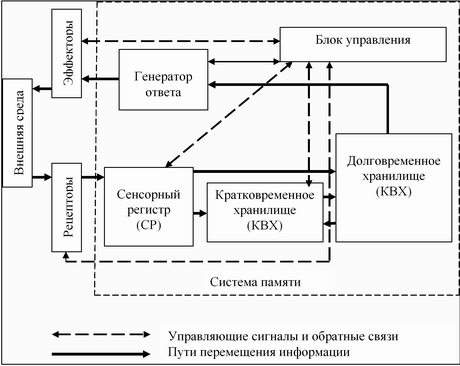 Блок управления
Эффекторы
Генератор
ответа
Внешняя среда
Долговременное
хранилище
(КВХ)
Рецепторы
Сенсорный
регистр
(СР)
Кратковременное
хранилище
(КВХ)
Система памяти
Управляющие сигналы и обратные связи
Пути перемещения информации